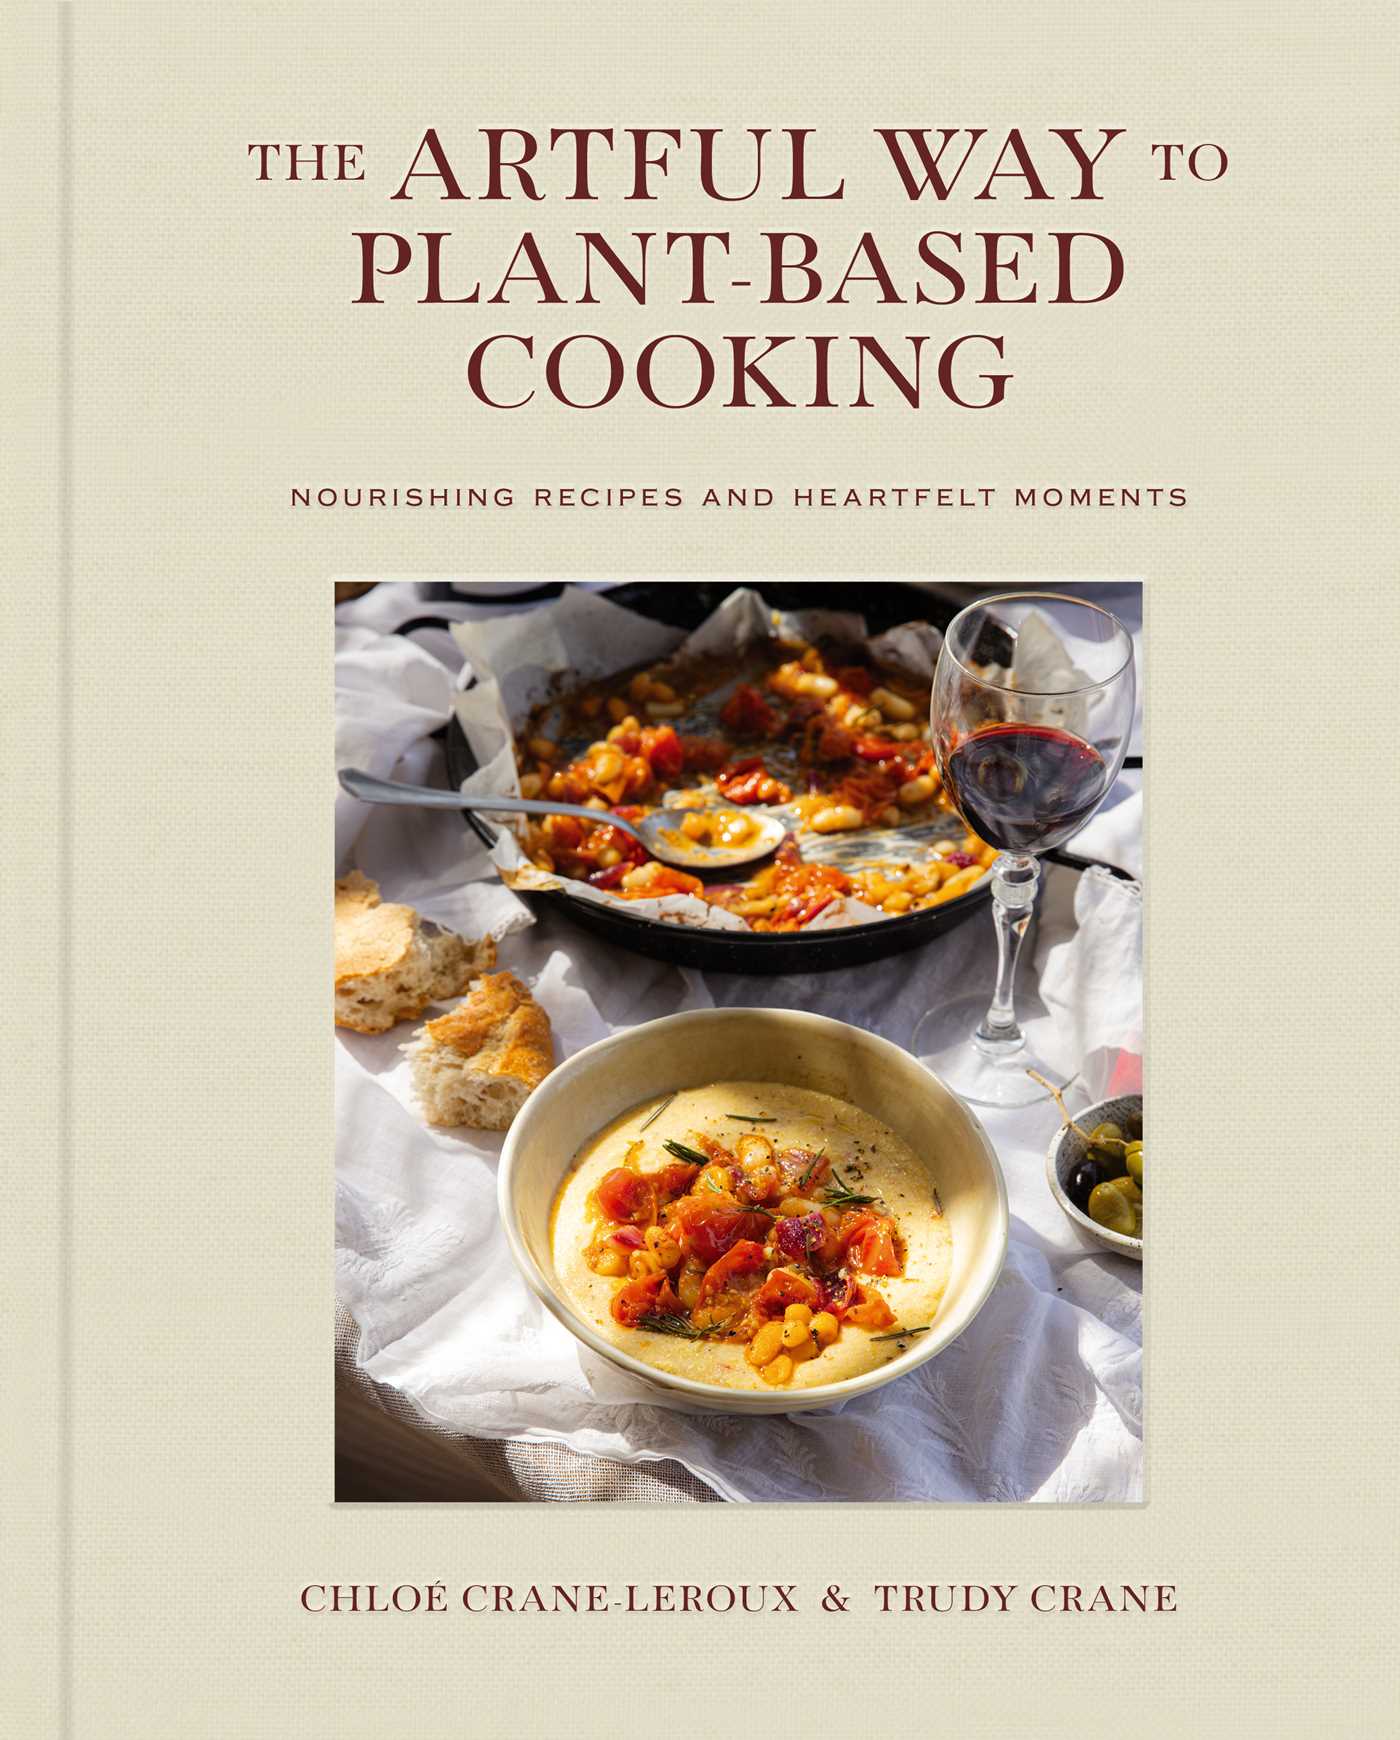 THE ARTFUL WAY TO
PLANT-BASED
COOKING
NOURISHING RECIPES AND HEARTFELT MOMENTS
CHLOÉ CRANE-LEROUX & TRUDY CRANE